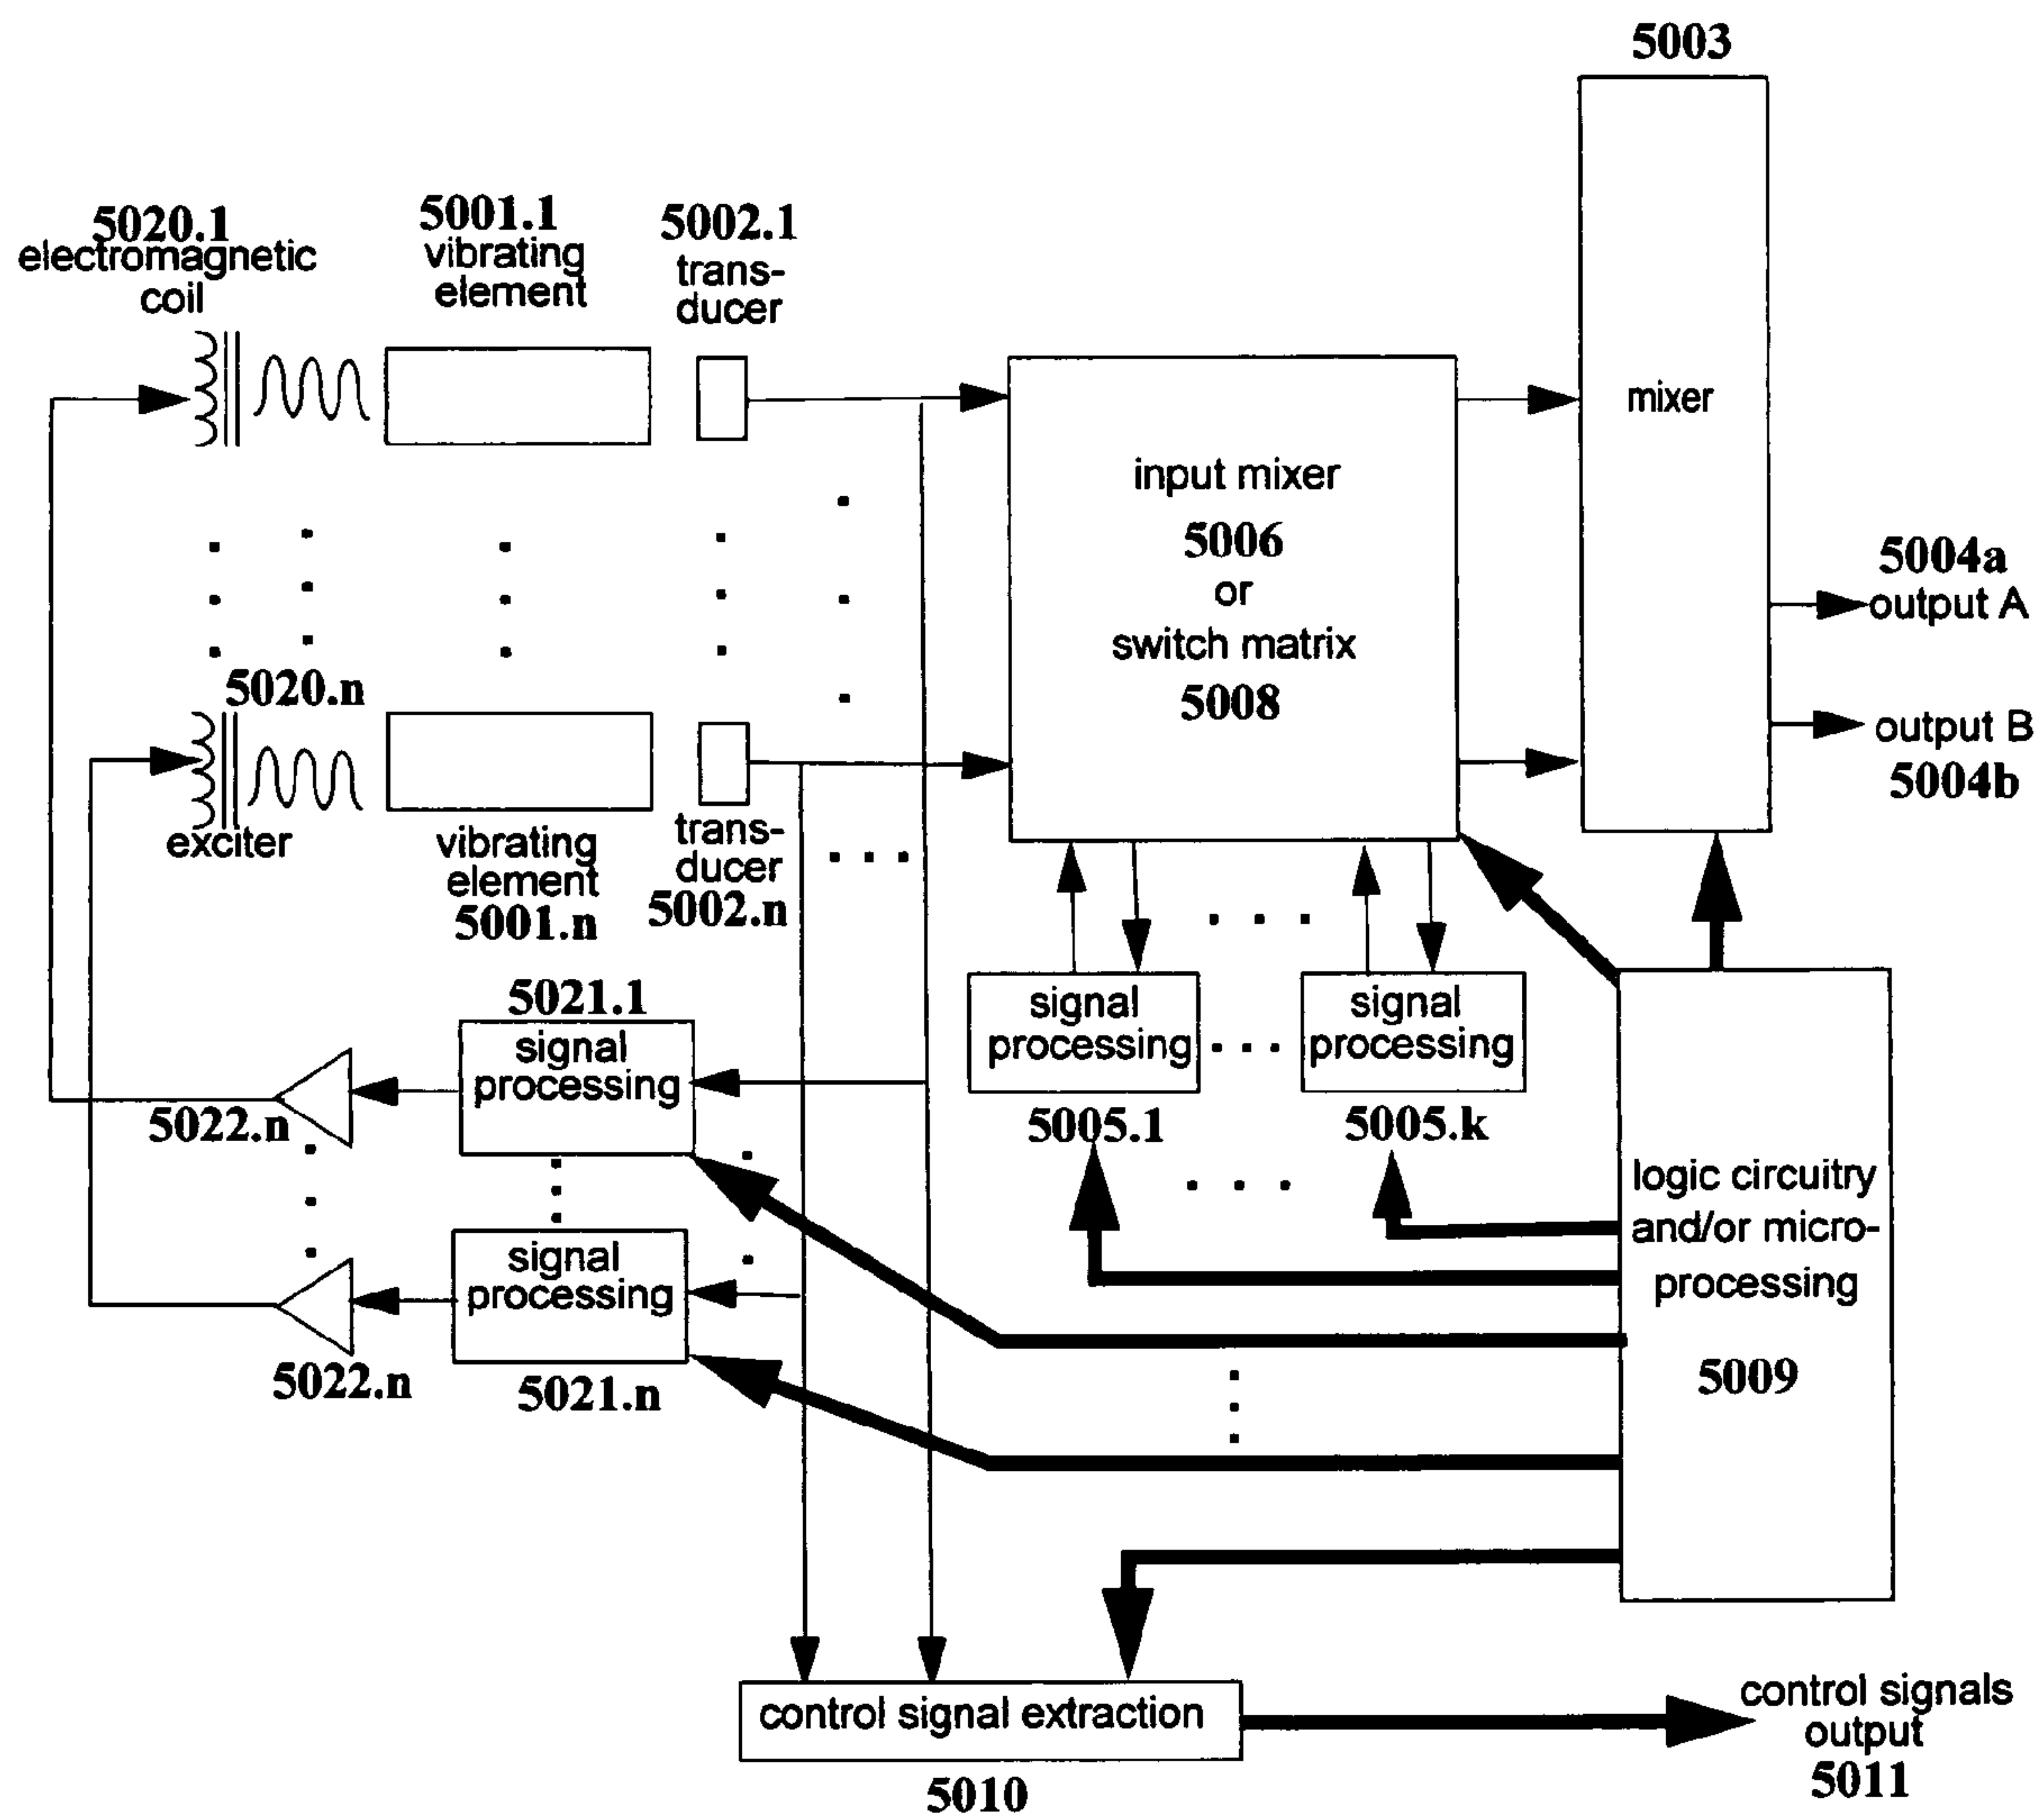 5003
5020.1
electromagnetic
coil
5001.1
vibrating
element
5002.1
trans-
ducer
mixer
input mixer
5006
or
switch matrix
5008
5004a
output A
output B
5004b
5020.n
exciter
vibrating
element
5001.n
trans-
ducer
5002.n
signal
processing
5005.1
signal
processing
5005.k
5021.1
signal
processing
5022.n
signal
processing
5021.n
5022.n
logic circuitry
and/or micro-
processing
5009
control signal extraction
5010
control signals
output
5011